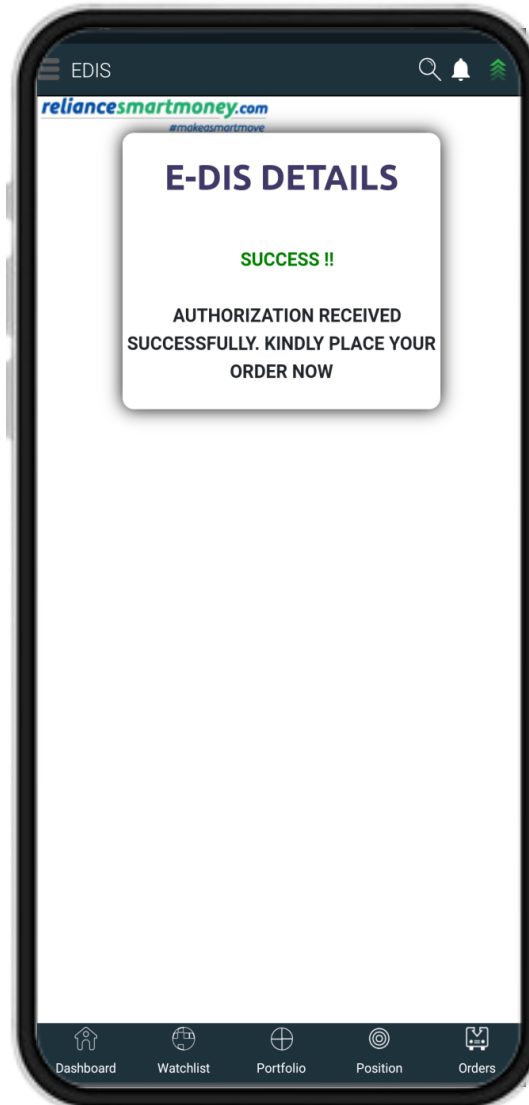 EDIS
reliancesmartmoney.com
#makeasmartmove
E-DIS DETAILS
SUCCESS !!
AUTHORIZATION RECEIVED
SUCCESSFULLY. KINDLY PLACE YOUR
ORDER NOW
Dashboard Watchlist Portfolio Position Orders